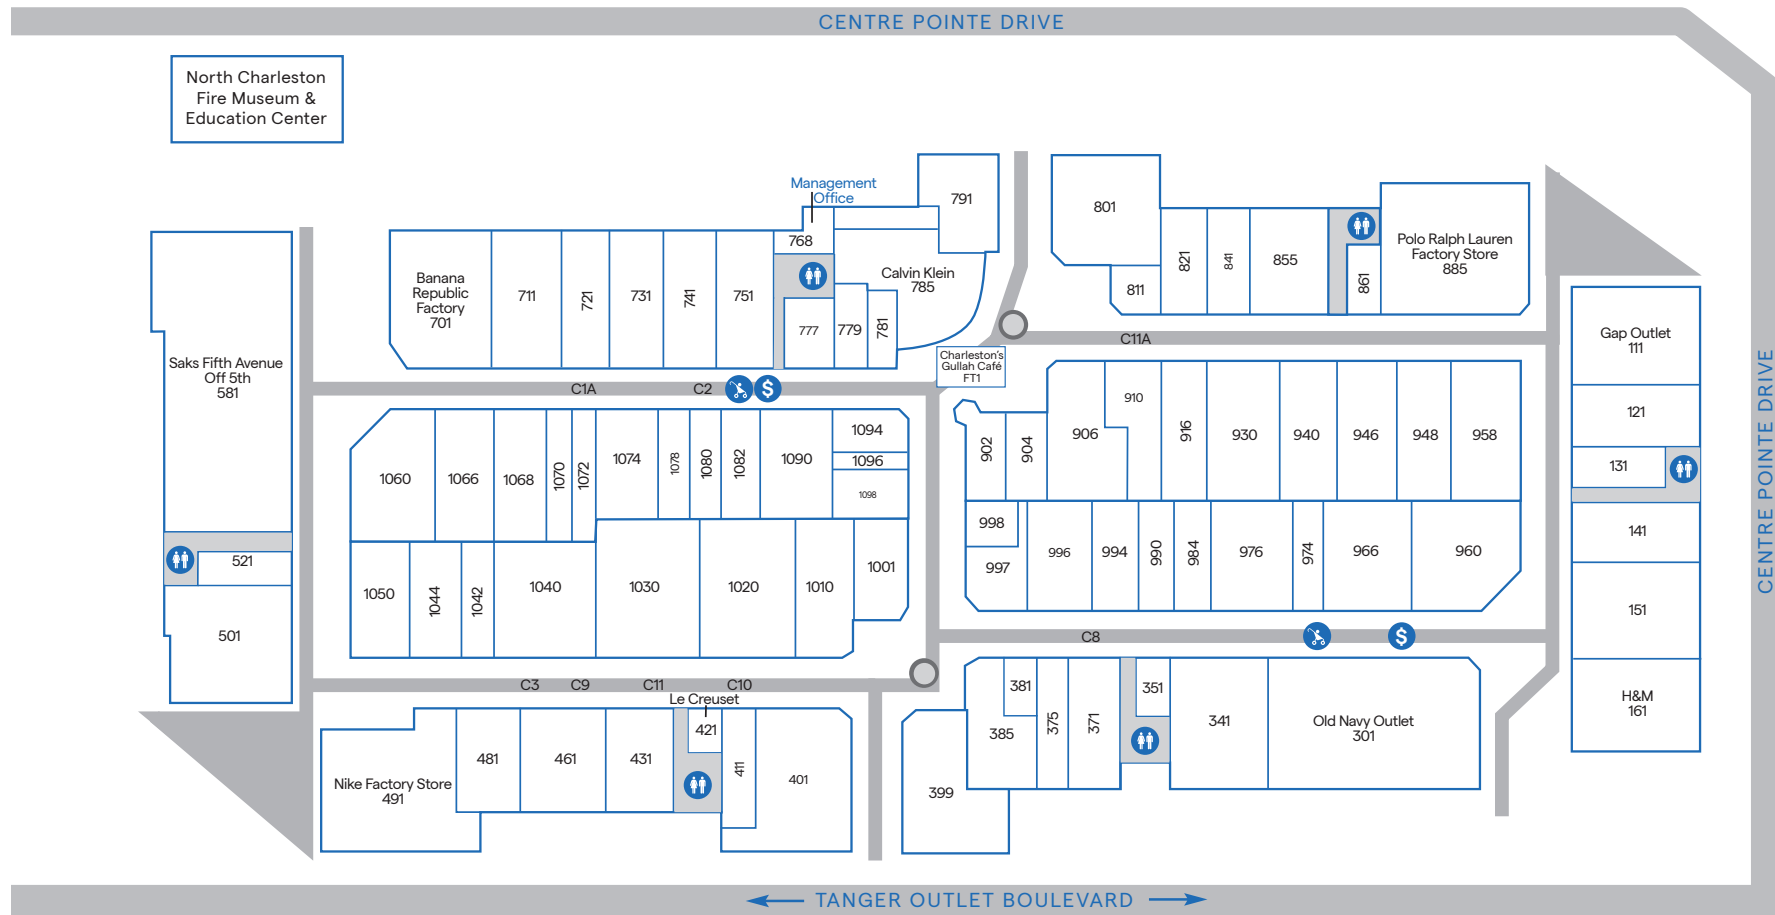 CENTRE POINTE DRIVE
North Charleston
Fire Museum &
Education Center
Management
Office
791
801
768
Calvin Klein
785
Banana
Republic
Factory
701
711
721
731
741
751
777
779
781
821
841
855
861
811
Polo Ralph Lauren
Factory Store
885
C11A
Gap Outlet
111
121
131
141
151
H&M
161
CENTRE POINTE DRIVE
Saks Fifth Avenue
Off 5th
581
521
501
C1A
C2
$
Charleston's
Gullah Café
FT1
1060
1066
1068
1070
1072
1074
1078
1080
1082
1090
1094
1096
1098
1050
1044
1042
1040
1030
1020
1010
1001
902
904
906
910
916
930
940
946
948
958
998
997
996
994
990
984
976
974
966
960
C8
$
C3
C9
C11
C10
Le Creuset
421
Nike Factory Store
491
481
461
431
411
401
399
385
381
375
371
351
341
Old Navy Outlet
301
TANGER OUTLET BOULEVARD